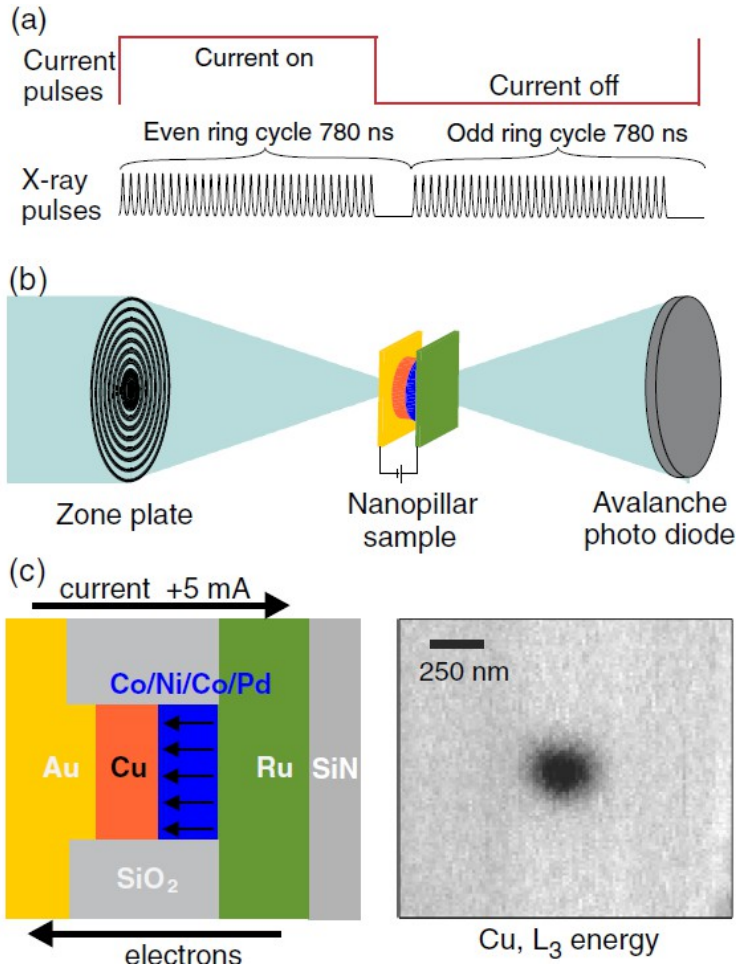 (a)
Current pulses
Current on
Current off
Even ring cycle 780 ns
Odd ring cycle 780 ns
X-ray pulses
(b)
Zone plate
Nanopillar sample
Avalanche photo diode
(c)
current +5 mA
Co/Ni/Co/Pd
Au
Cu
Ru
SiN
SiO₂
electrons
250 nm
Cu, L₃ energy